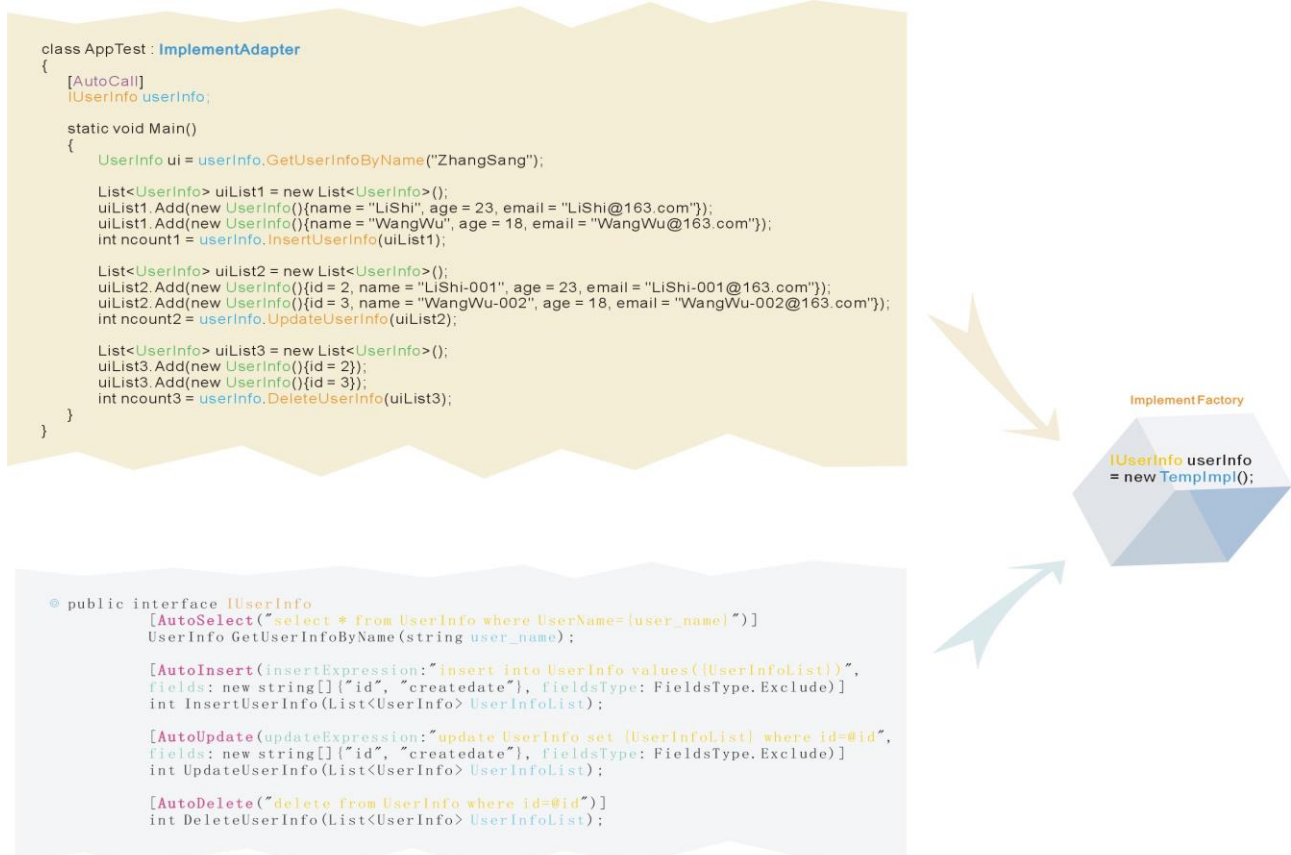 class AppTest : ImplementAdapter
{
[AutoCall]
IUserInfo userInfo;
static void Main()
{
UserInfo ui = userInfo.GetUserInfoByName("ZhangSang");
List<UserInfo> uiList1 = new List<UserInfo>();
uiList1.Add(new UserInfo(){name = "LiShi", age = 23, email = "LiShi@163.com"});
uiList1.Add(new UserInfo(){name = "WangWu", age = 18, email = "WangWu@163.com"});
int ncount1 = userInfo.InsertUserInfo(uiList1);
List<UserInfo> uiList2 = new List<UserInfo>();
uiList2.Add(new UserInfo(){id = 2, name = "LiShi-001", age = 23, email = "LiShi-001@163.com"});
uiList2.Add(new UserInfo(){id = 3, name = "WangWu-002", age = 18, email = "WangWu-002@163.com"});
int ncount2 = userInfo.UpdateUserInfo(uiList2);
List<UserInfo> uiList3 = new List<UserInfo>();
uiList3.Add(new UserInfo(){id = 2});
uiList3.Add(new UserInfo(){id = 3});
int ncount3 = userInfo.DeleteUserInfo(uiList3);
}
}
Implement Factory
IUserInfo userInfo
= new TempImpl();
public interface IUserInfo
[AutoSelect("select * from UserInfo where UserName={user_name}")]
UserInfo GetUserInfoByName(string user_name);
[AutoInsert(insertExpression:"insert into UserInfo values({UserInfoList})",
fields: new string[]{"id", "createdate"}, fieldsType: FieldsType.Exclude)]
int InsertUserInfo(List<UserInfo> UserInfoList);
[AutoUpdate(updateExpression:"update UserInfo set {UserInfoList} where id=@id",
fields: new string[]{"id", "createdate"}, fieldsType: FieldsType.Exclude)]
int UpdateUserInfo(List<UserInfo> UserInfoList);
[AutoDelete("delete from UserInfo where id=@id")]
int DeleteUserInfo(List<UserInfo> UserInfoList);